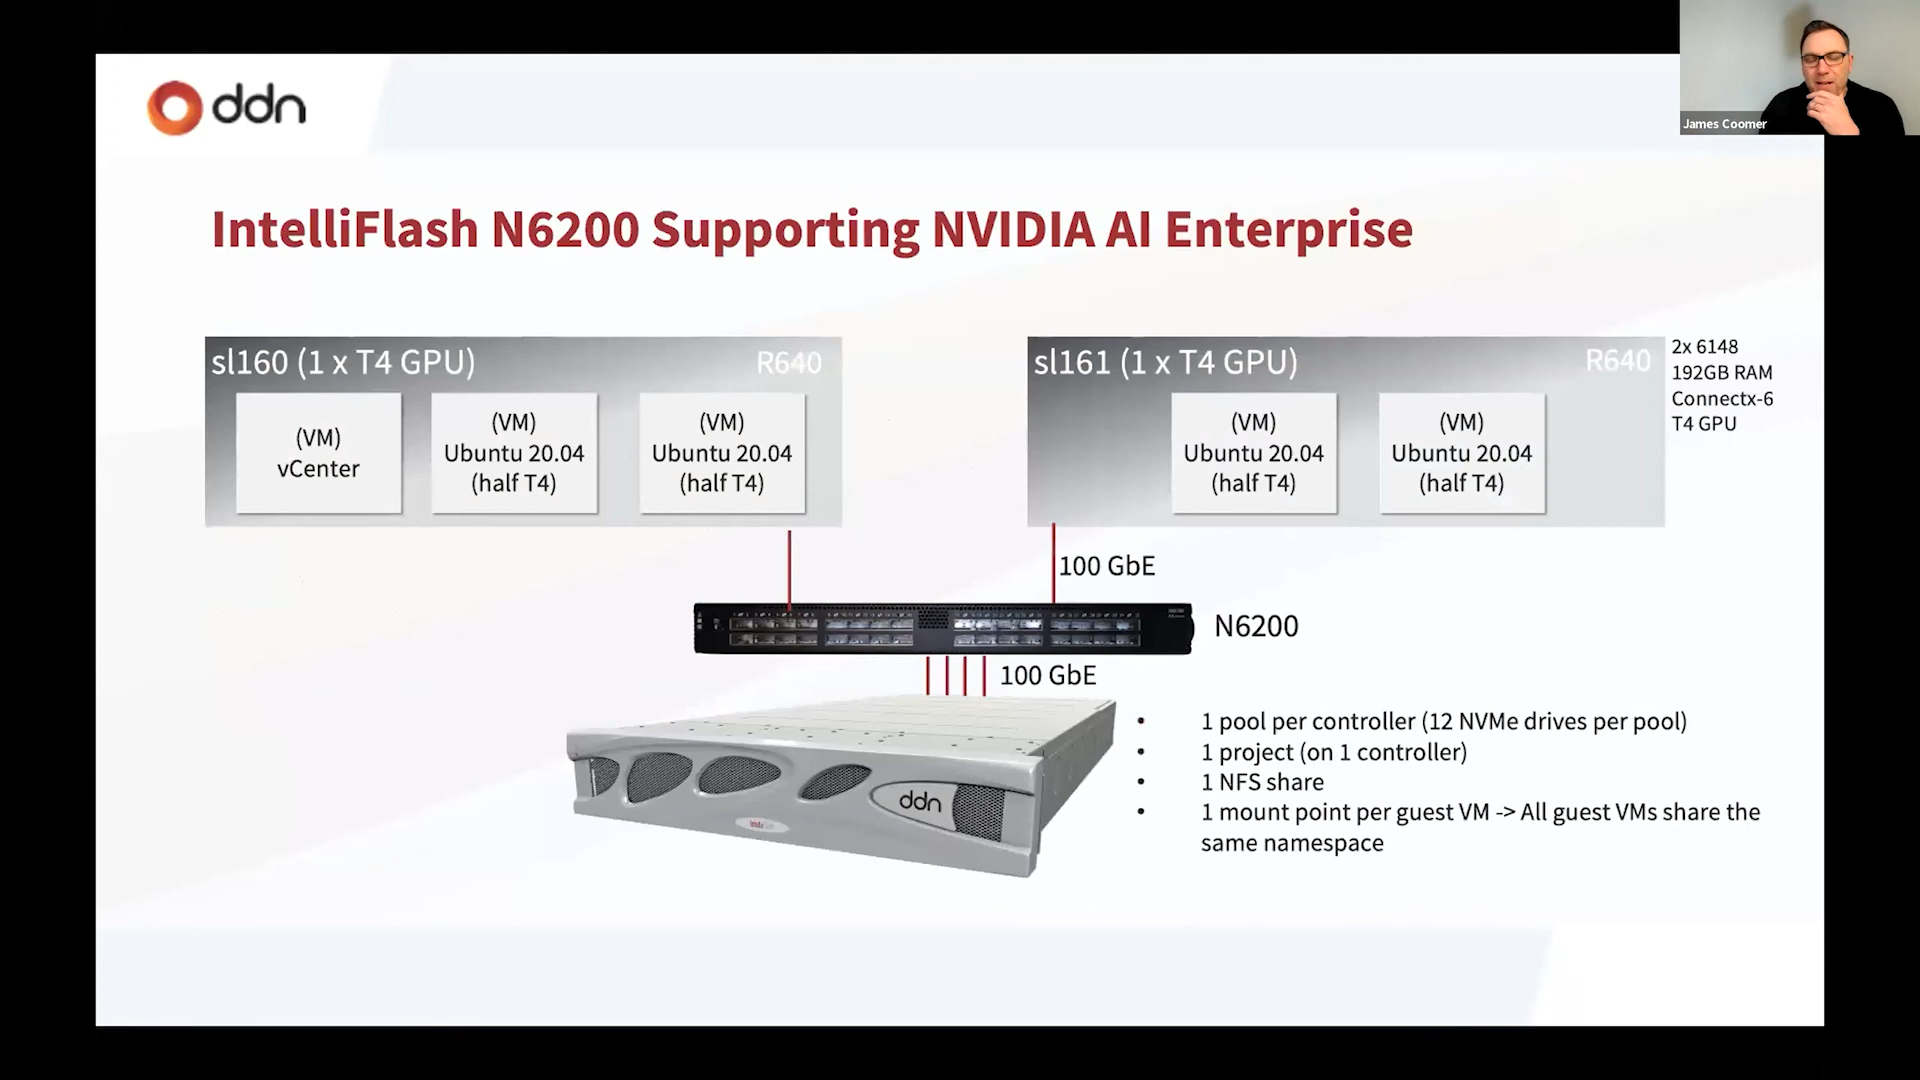 ddn
James Coomer
IntelliFlash N6200 Supporting NVIDIA AI Enterprise
sl160 (1 x T4 GPU)
R640
(VM)
vCenter
(VM)
Ubuntu 20.04
(half T4)
(VM)
Ubuntu 20.04
(half T4)
sl161 (1 x T4 GPU)
R640
(VM)
Ubuntu 20.04
(half T4)
(VM)
Ubuntu 20.04
(half T4)
2x 6148
192GB RAM
Connectx-6
T4 GPU
100 GbE
N6200
100 GbE
ddn
• 1 pool per controller (12 NVMe drives per pool)
• 1 project (on 1 controller)
• 1 NFS share
• 1 mount point per guest VM -> All guest VMs share the
same namespace